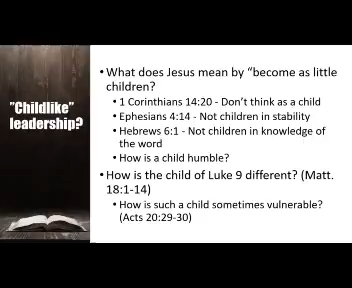 "Childlike"
leadership?
• What does Jesus mean by "become as little
children?
• 1 Corinthians 14:20 - Don't think as a child
• Ephesians 4:14 - Not children in stability
• Hebrews 6:1 - Not children in knowledge of
the word
• How is a child humble?
• How is the child of Luke 9 different? (Matt.
18:1-14)
• How is such a child sometimes vulnerable?
(Acts 20:29-30)